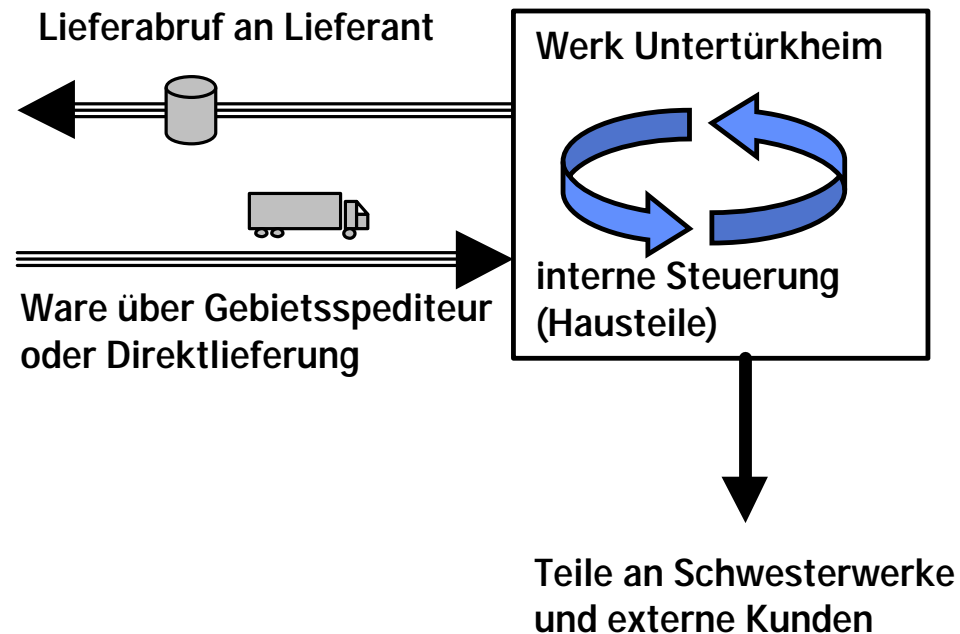 Lieferabruf an Lieferant
Werk Untertürkheim
Ware über Gebietsspediteur
oder Direktlieferung
interne Steuerung
(Hausteile)
Teile an Schwesterwerke
und externe Kunden